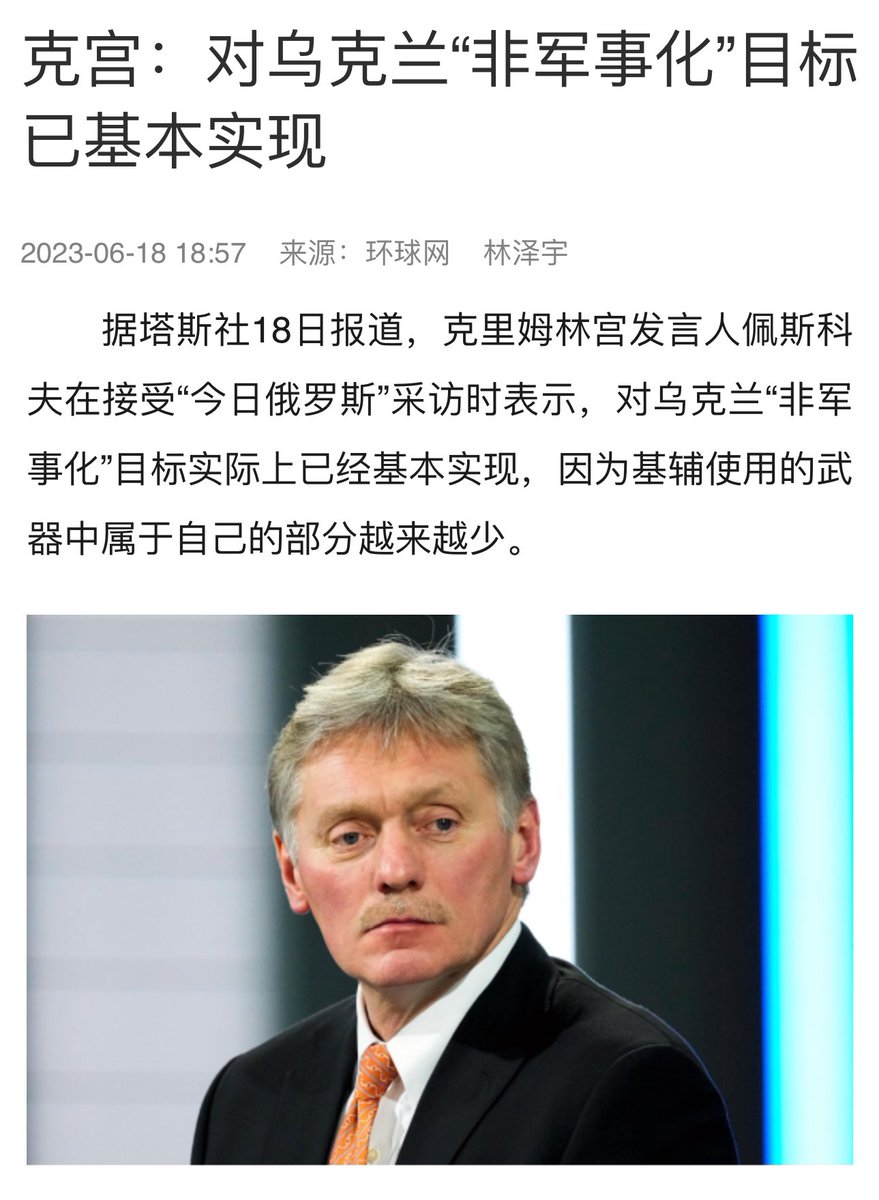 克宫：对乌克兰“非军事化”目标
已基本实现
2023-06-18 18:57 来源：环球网 林泽宇
据塔斯社18日报道，克里姆林宫发言人佩斯科
夫在接受“今日俄罗斯”采访时表示，对乌克兰“非军
事化”目标实际上已经基本实现，因为基辅使用的武
器中属于自己的部分越来越少。